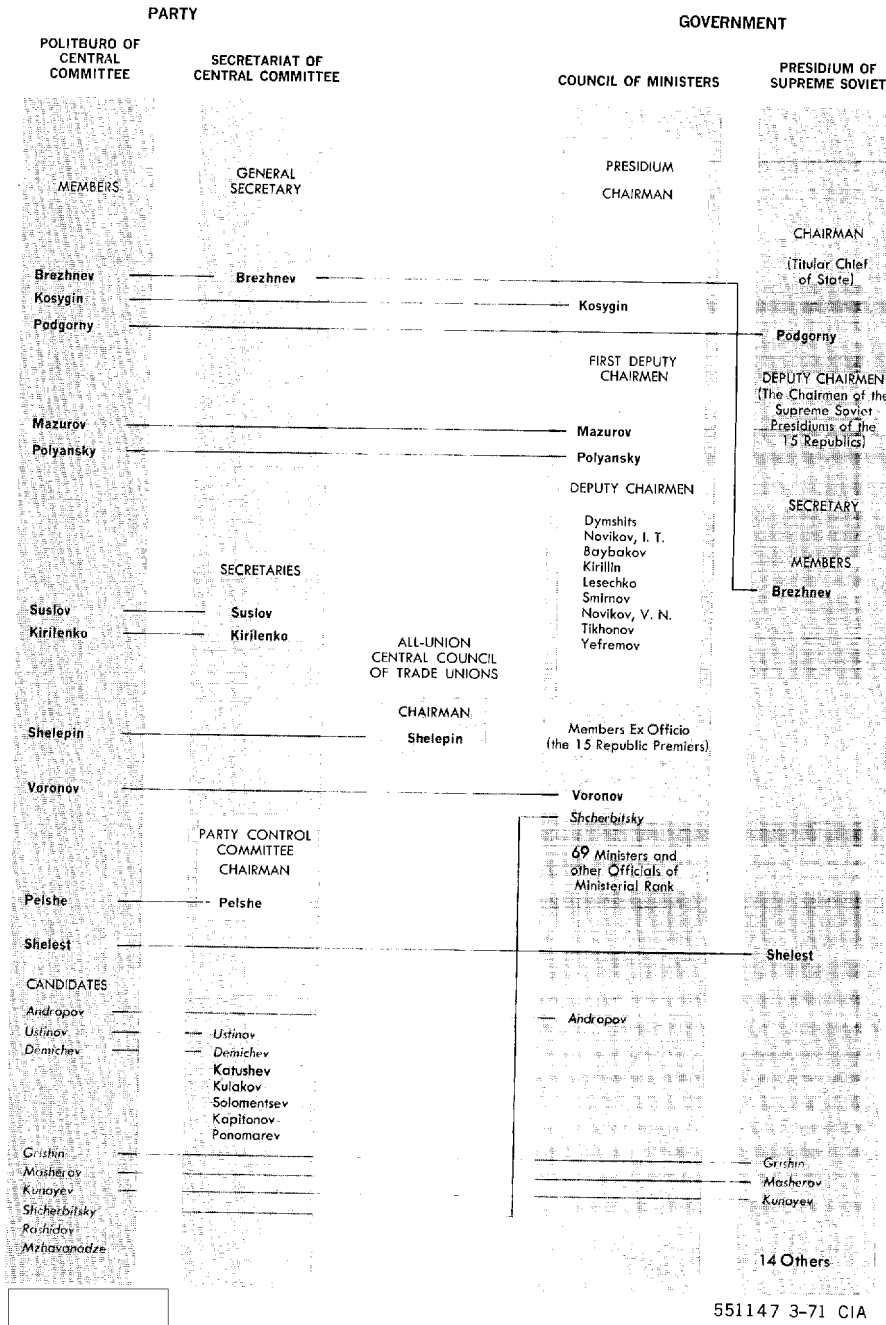 PARTY
GOVERNMENT
POLITBURO OF
CENTRAL
COMMITTEE
SECRETARIAT OF
CENTRAL COMMITTEE
COUNCIL OF MINISTERS
PRESIDIUM OF
SUPREME SOVIET
MEMBERS
GENERAL
SECRETARY
PRESIDIUM
CHAIRMAN
CHAIRMAN
(Titular Chief
of State)
Brezhnev
Brezhnev
Kosygin
Kosygin
Podgorny
Podgorny
FIRST DEPUTY
CHAIRMEN
DEPUTY CHAIRMEN
(The Chairmen of the
Supreme Soviet
Presidiums of the
15 Republics)
Mazurov
Mazurov
Polyansky
Polyansky
DEPUTY CHAIRMEN
Dymshits
Novikov, I. T.
Baybakov
Kirillin
Lesechko
Smirnov
Novikov, V. N.
Tikhonov
Yefremov
SECRETARY
MEMBERS
Brezhnev
SECRETARIES
Suslov
Suslov
Kirilenko
Kirilenko
ALL-UNION
CENTRAL COUNCIL
OF TRADE UNIONS
CHAIRMAN
Shelepin
Shelepin
Members Ex Officio
(the 15 Republic Premiers)
Voronov
Voronov
Shcherbitsky
PARTY CONTROL
COMMITTEE
CHAIRMAN
69 Ministers and
other Officials of
Ministerial Rank
Pelshe
Pelshe
Shelest
Shelest
CANDIDATES
Andropov
Andropov
Ustinov
Ustinov
Demichev
Demichev
Katushev
Kulakov
Solomentsev
Kapitonov
Ponomarev
Grishin
Grishin
Masherov
Masherov
Kunayev
Kunayev
Shcherbitsky
Rashidov
Mzhavanadze
14 Others
551147 3-71 CIA